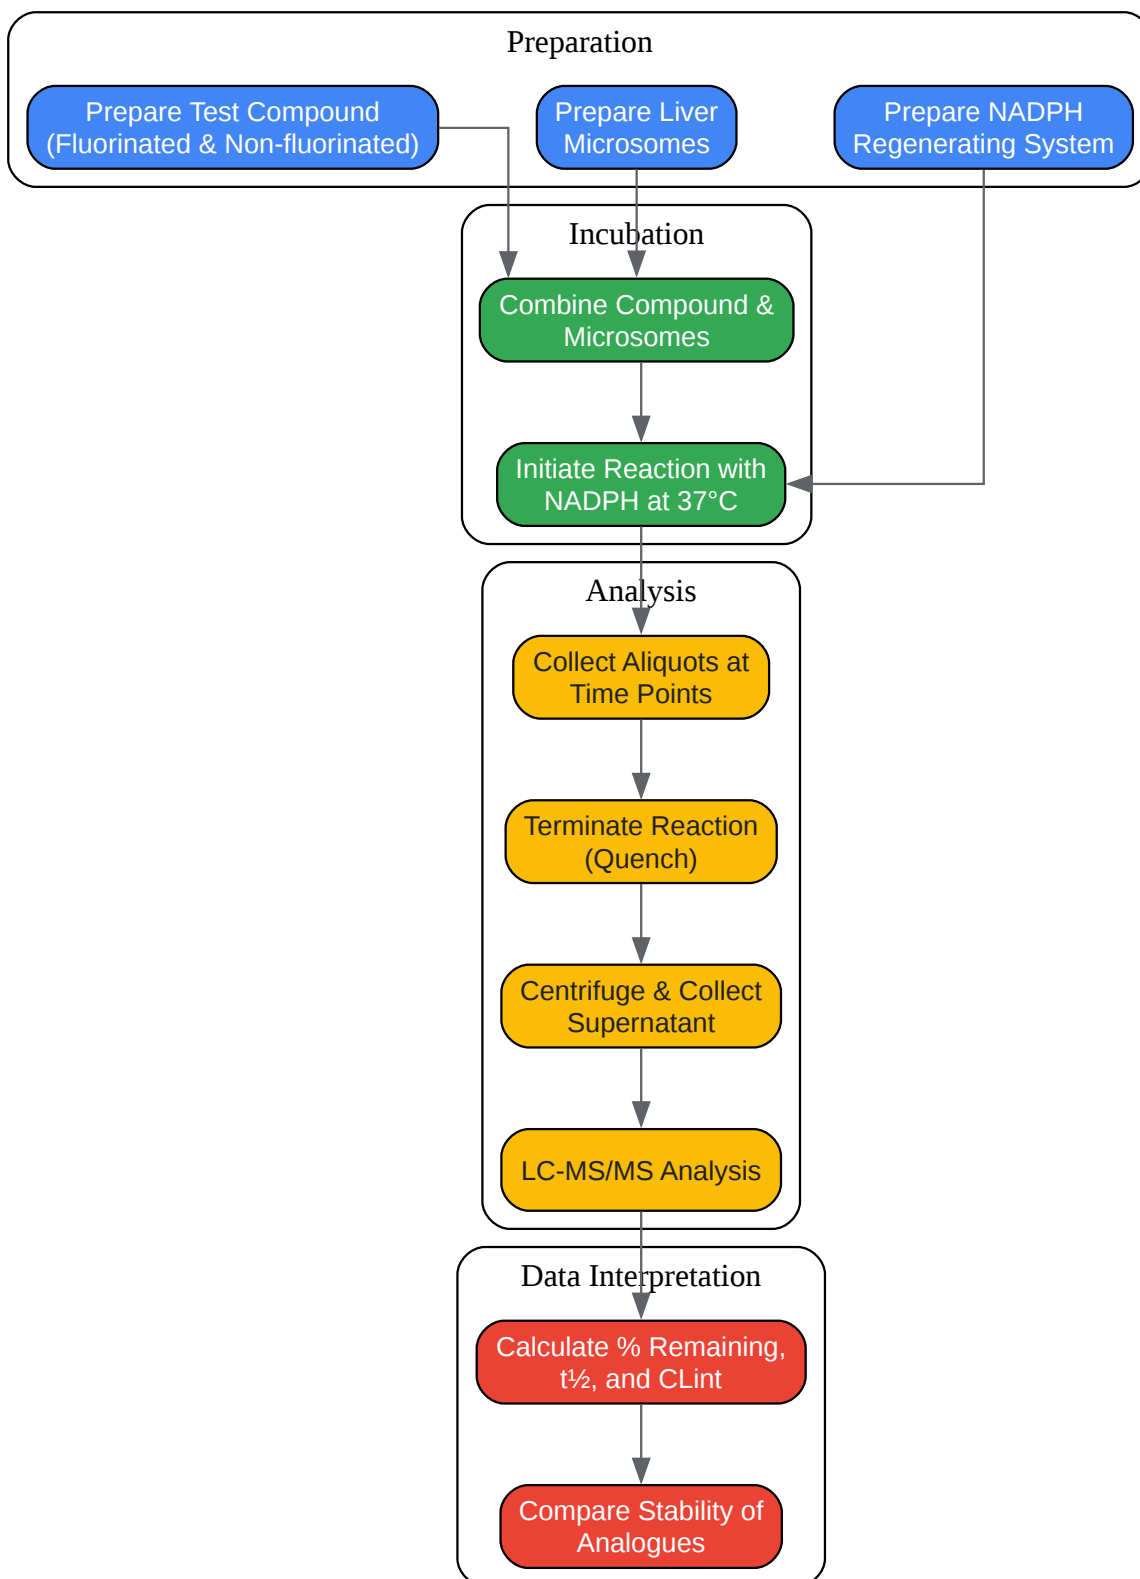 Preparation
Prepare Test Compound
(Fluorinated & Non-fluorinated)
Prepare Liver
Microsomes
Prepare NADPH
Regenerating System
Incubation
Combine Compound &
Microsomes
Initiate Reaction with
NADPH at 37°C
Analysis
Collect Aliquots at
Time Points
Terminate Reaction
(Quench)
Centrifuge & Collect
Supernatant
LC-MS/MS Analysis
Data Interpretation
Calculate % Remaining,
t½, and CLint
Compare Stability of
Analogues